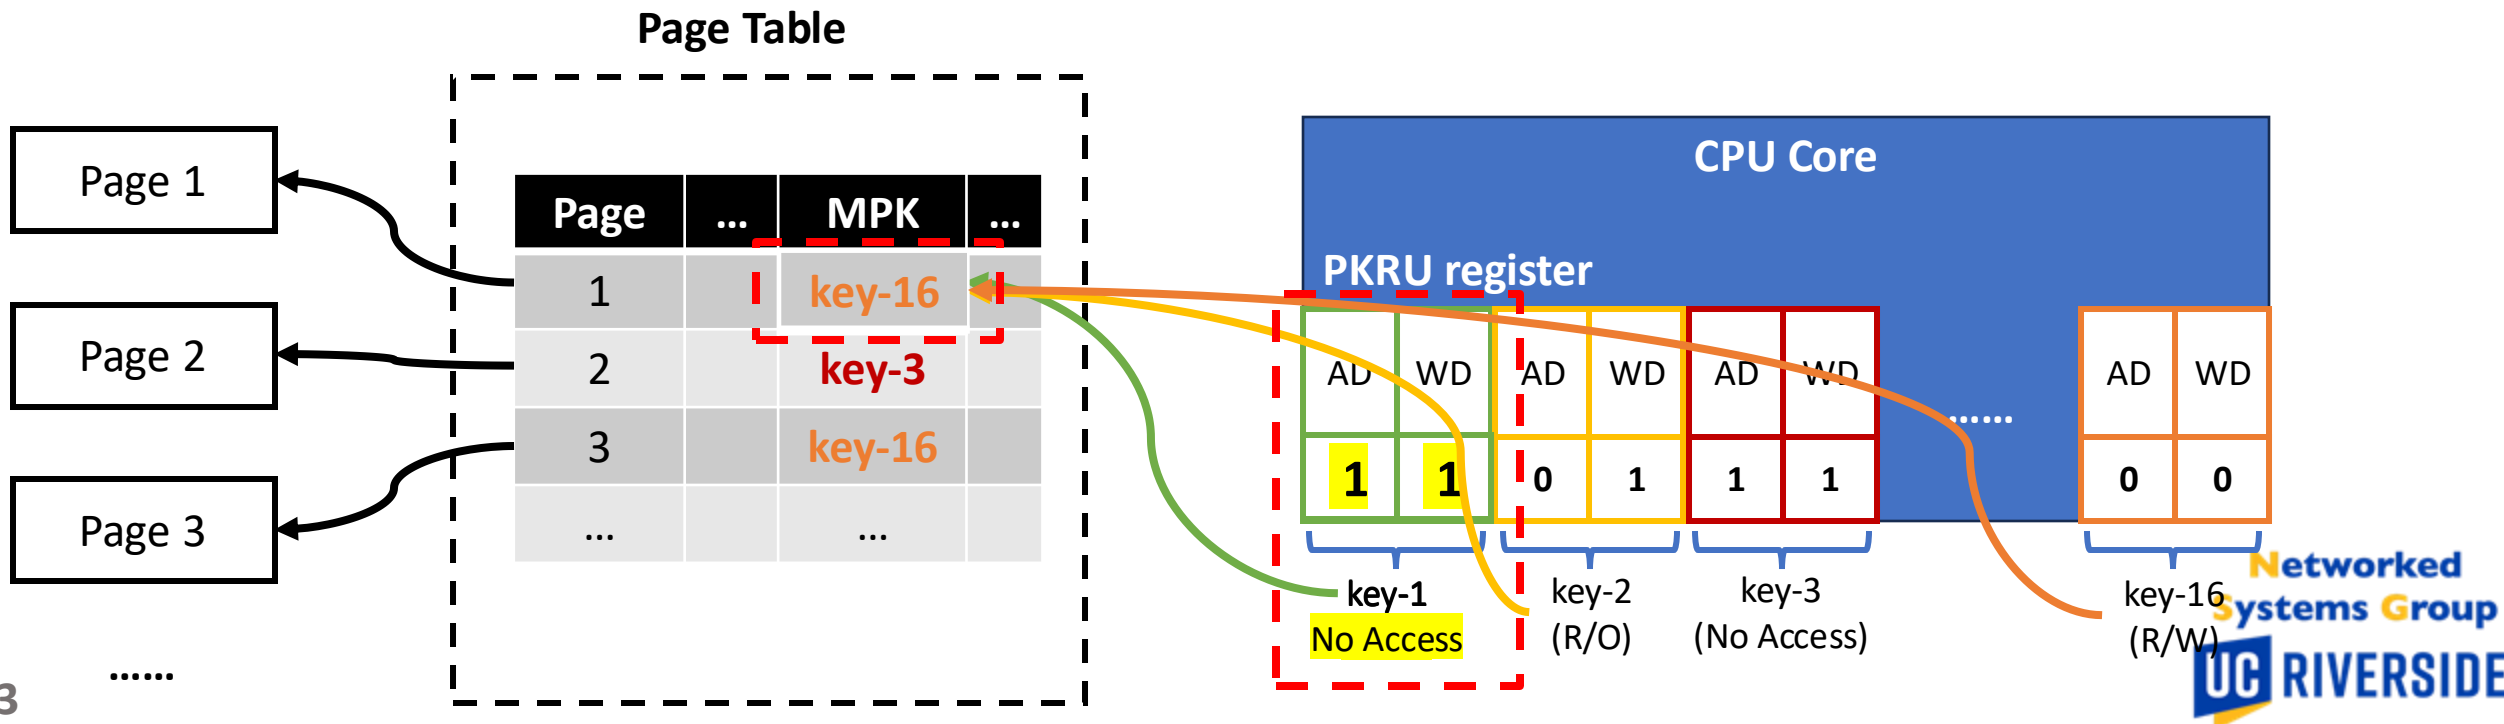 Page Table
Page 1
Page 2
Page 3
......
3
Page ... MPK ...
1 key-16
2 key-3
3 key-16
... ...
CPU Core
PKRU register
AD WD AD WD AD WD ...... AD WD
1 1 0 1 1 1 0 0
key-1 key-2 key-3 key-16
No Access (R/O) (No Access) (R/W)
Networked
Systems Group
UC RIVERSIDE